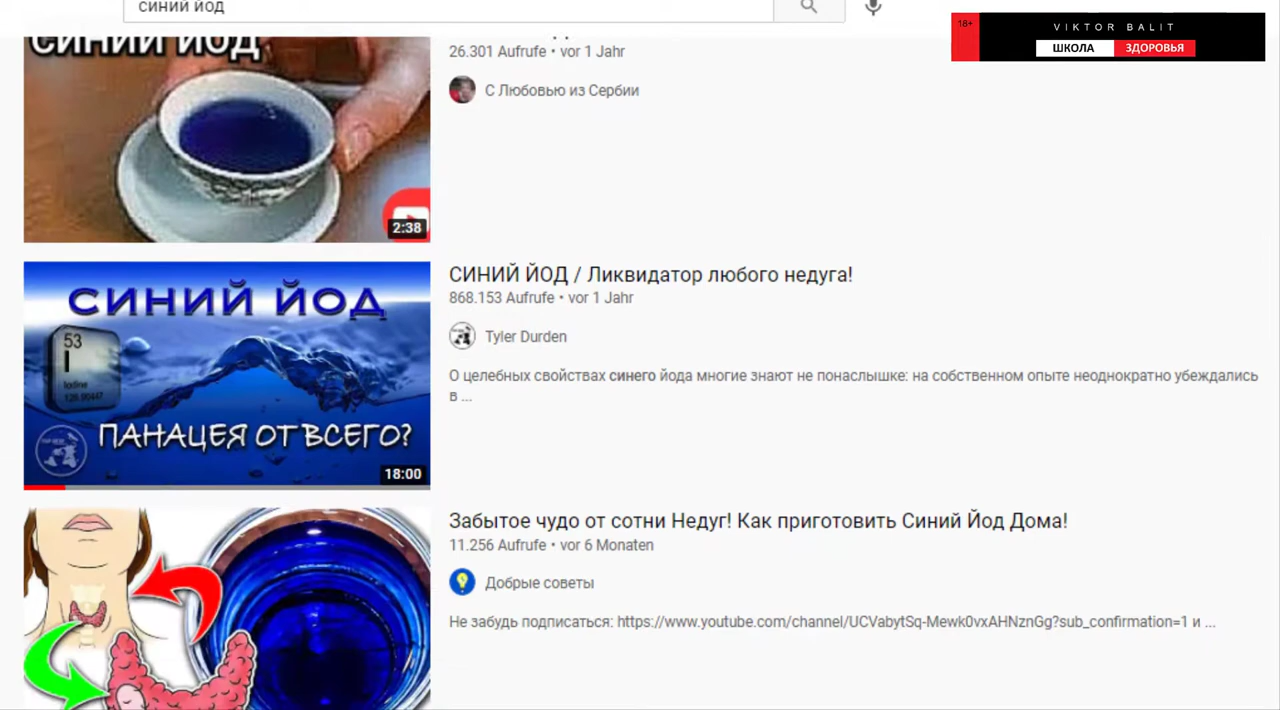 синий йод
VIKTOR BALIT
18+
ШКОЛА ЗДОРОВЬЯ
СИНИЙ ЙОД
26.301 Aufrufe • vor 1 Jahr
С Любовью из Сербии
2:38
СИНИЙ ЙОД / Ликвидатор любого недуга!
868.153 Aufrufe • vor 1 Jahr
Tyler Durden
О целебных свойствах синего йода многие знают не понаслышке: на собственном опыте неоднократно убеждались
в ...
СИНИЙ ЙОД
53
I
Iodine
126.90447
ПАНАЦЕЯ ОТ ВСЕГО?
18:00
Забытое чудо от сотни Недуг! Как приготовить Синий Йод Дома!
11.256 Aufrufe • vor 6 Monaten
Добрые советы
Не забудь подписаться: https://www.youtube.com/channel/UCVabytSq-Mewk0vxAHNznGg?sub_confirmation=1 и ...